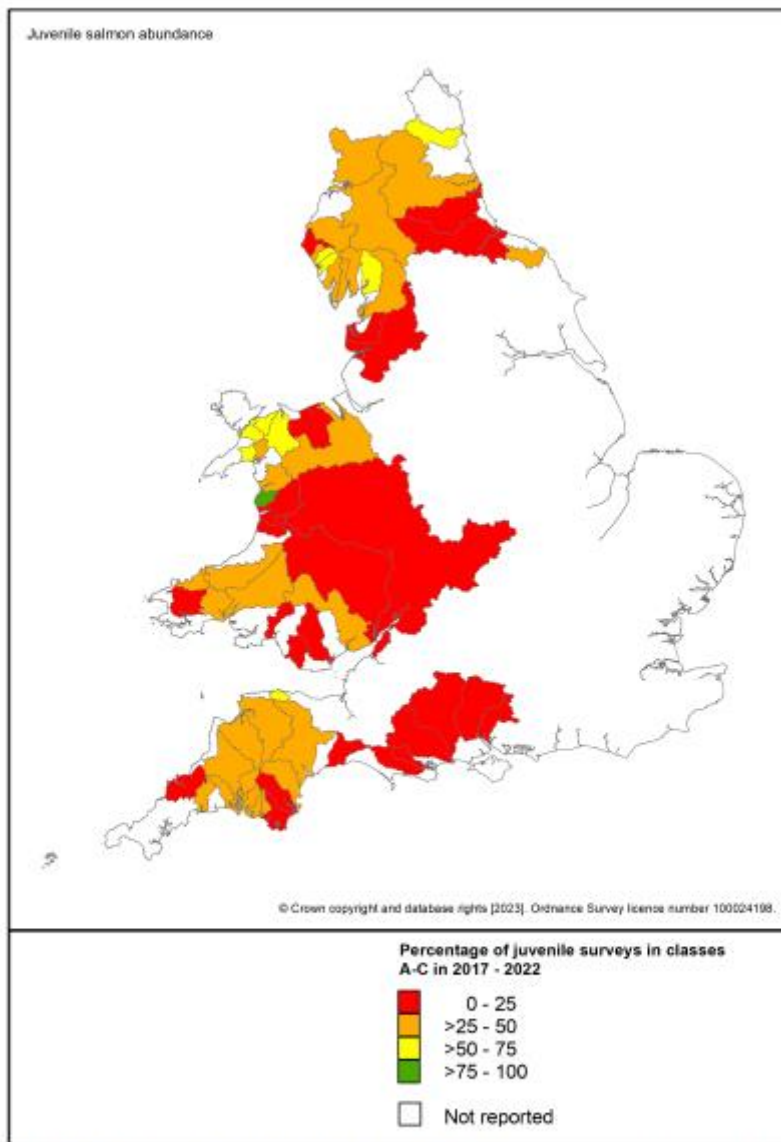 Juvenile salmon abundance
© Crown copyright and database rights [2023]. Ordnance Survey licence number 100024198.
Percentage of juvenile surveys in classes
A-C in 2017 - 2022
0 - 25
>25 - 50
>50 - 75
>75 - 100
Not reported